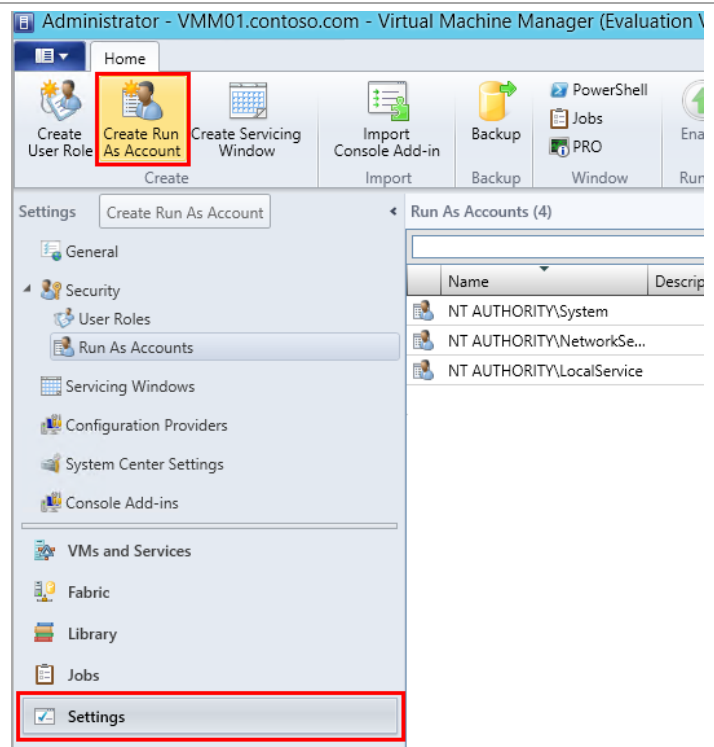 Administrator - VMM01.contoso.com - Virtual Machine Manager (Evaluation V
Home
Create
User Role
Create Run
As Account
Create Servicing
Window
Import
Console Add-in
Backup
PowerShell
Jobs
PRO
Ena
Create
Import
Backup
Window
Run
Settings
Create Run As Account
General
Security
User Roles
Run As Accounts
Servicing Windows
Configuration Providers
System Center Settings
Console Add-ins
VMs and Services
Fabric
Library
Jobs
Settings
Run As Accounts (4)
Name Descrip
NT AUTHORITY\System
NT AUTHORITY\NetworkSe...
NT AUTHORITY\LocalService